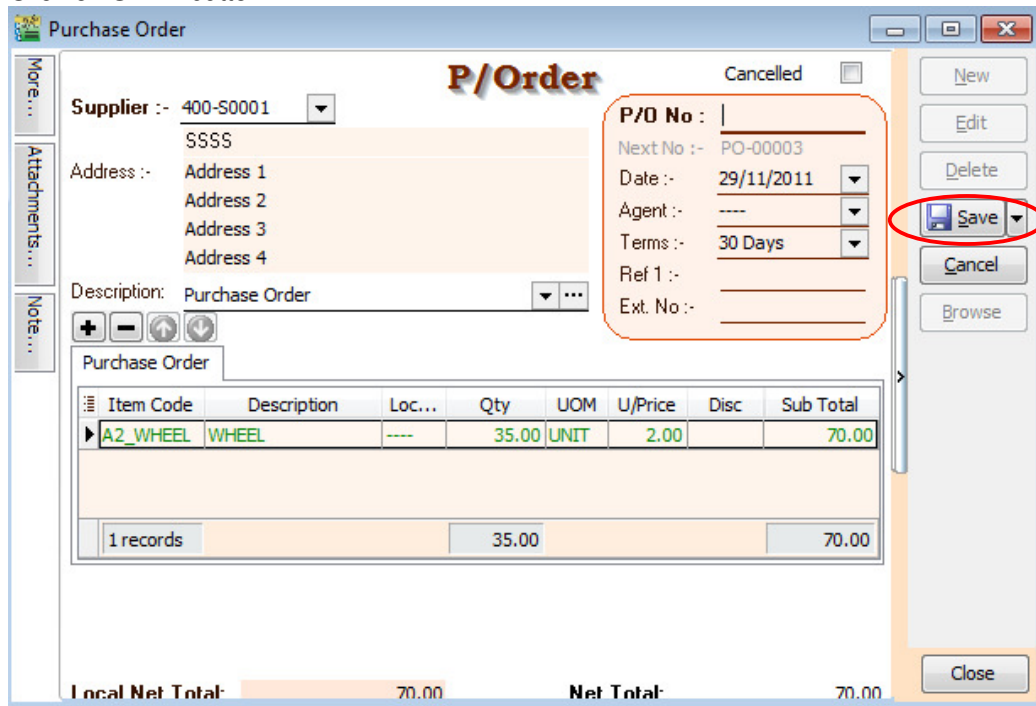 Purchase Order
More...
Attachments...
Note...
P/Order
Cancelled
Supplier :- 400-S0001
SSSS
Address :- Address 1
Address 2
Address 3
Address 4
Description: Purchase Order
P/O No :
Next No :- PO-00003
Date :- 29/11/2011
Agent :- ----
Terms :- 30 Days
Ref 1 :-
Ext. No :-
Purchase Order
Item Code Description Loc... Qty UOM U/Price Disc Sub Total
A2_WHEEL WHEEL ---- 35.00 UNIT 2.00 70.00
1 records 35.00 70.00
Local Net Total: 70.00 Net Total: 70.00
New
Edit
Delete
Save
Cancel
Browse
>
Close